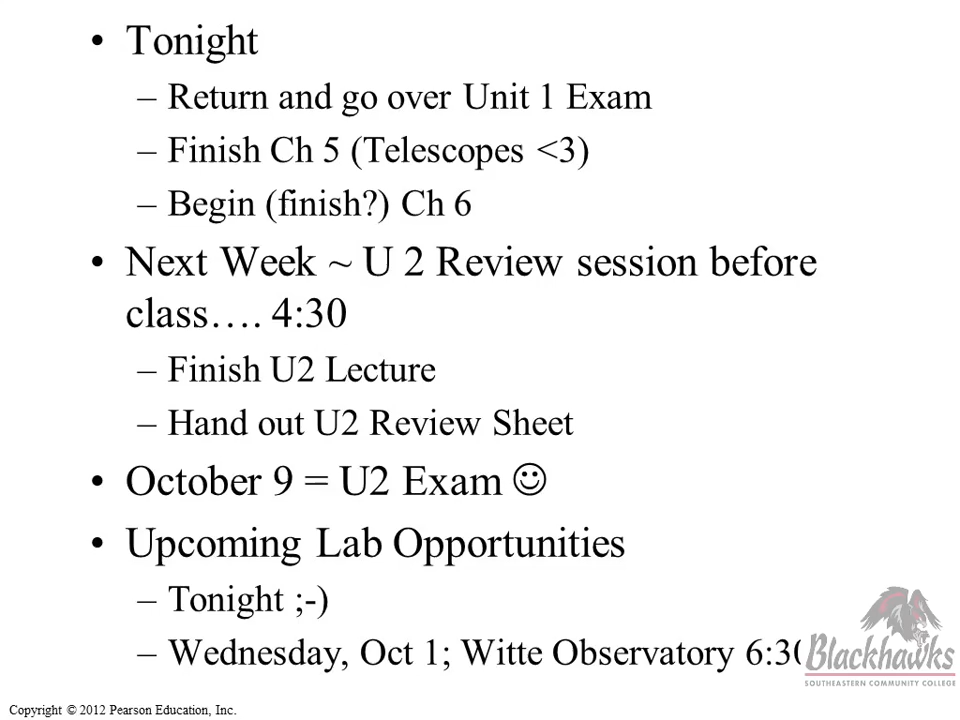 • Tonight
– Return and go over Unit 1 Exam
– Finish Ch 5 (Telescopes <3)
– Begin (finish?) Ch 6
• Next Week ~ U 2 Review session before
class…. 4:30
– Finish U2 Lecture
– Hand out U2 Review Sheet
• October 9 = U2 Exam ☺
• Upcoming Lab Opportunities
– Tonight ;-)
– Wednesday, Oct 1; Witte Observatory 6:30
Blackhawks
SOUTHEASTERN COMMUNITY COLLEGE
Copyright © 2012 Pearson Education, Inc.